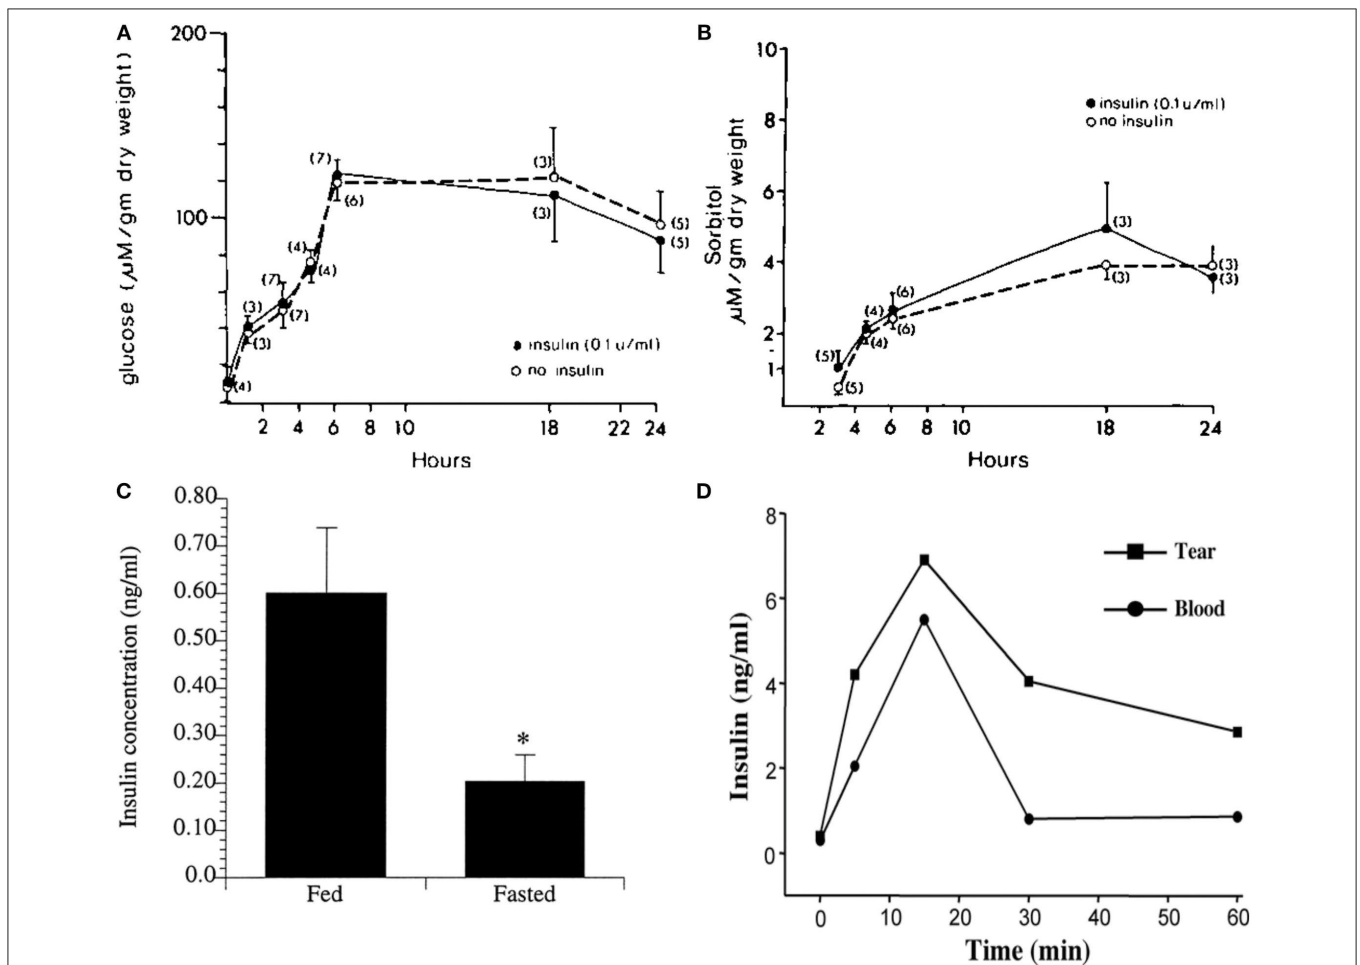 A
200
100
glucose (μM/gm dry weight)
(4)
(3)
(3)
(7)
(7)
(4)
(4)
(7)
(6)
(3)
(3)
(5)
(5)
insulin (0.1 u/ml)
no insulin
2 4 6 8 10 18 22 24
Hours
B
10
8
6
4
2
1
Sorbitol
μM/gm dry weight
insulin (0.1 u/ml)
no insulin
(5)
(5)
(4)
(4)
(6)
(6)
(3)
(3)
(3)
(3)
2 4 6 8 10 18 24
Hours
C
0.80
0.70
0.60
0.50
0.40
0.30
0.20
0.10
0.0
Insulin concentration (ng/ml)
*
Fed Fasted
D
8
6
4
2
0
Insulin (ng/ml)
Tear
Blood
0 10 20 30 40 50 60
Time (min)